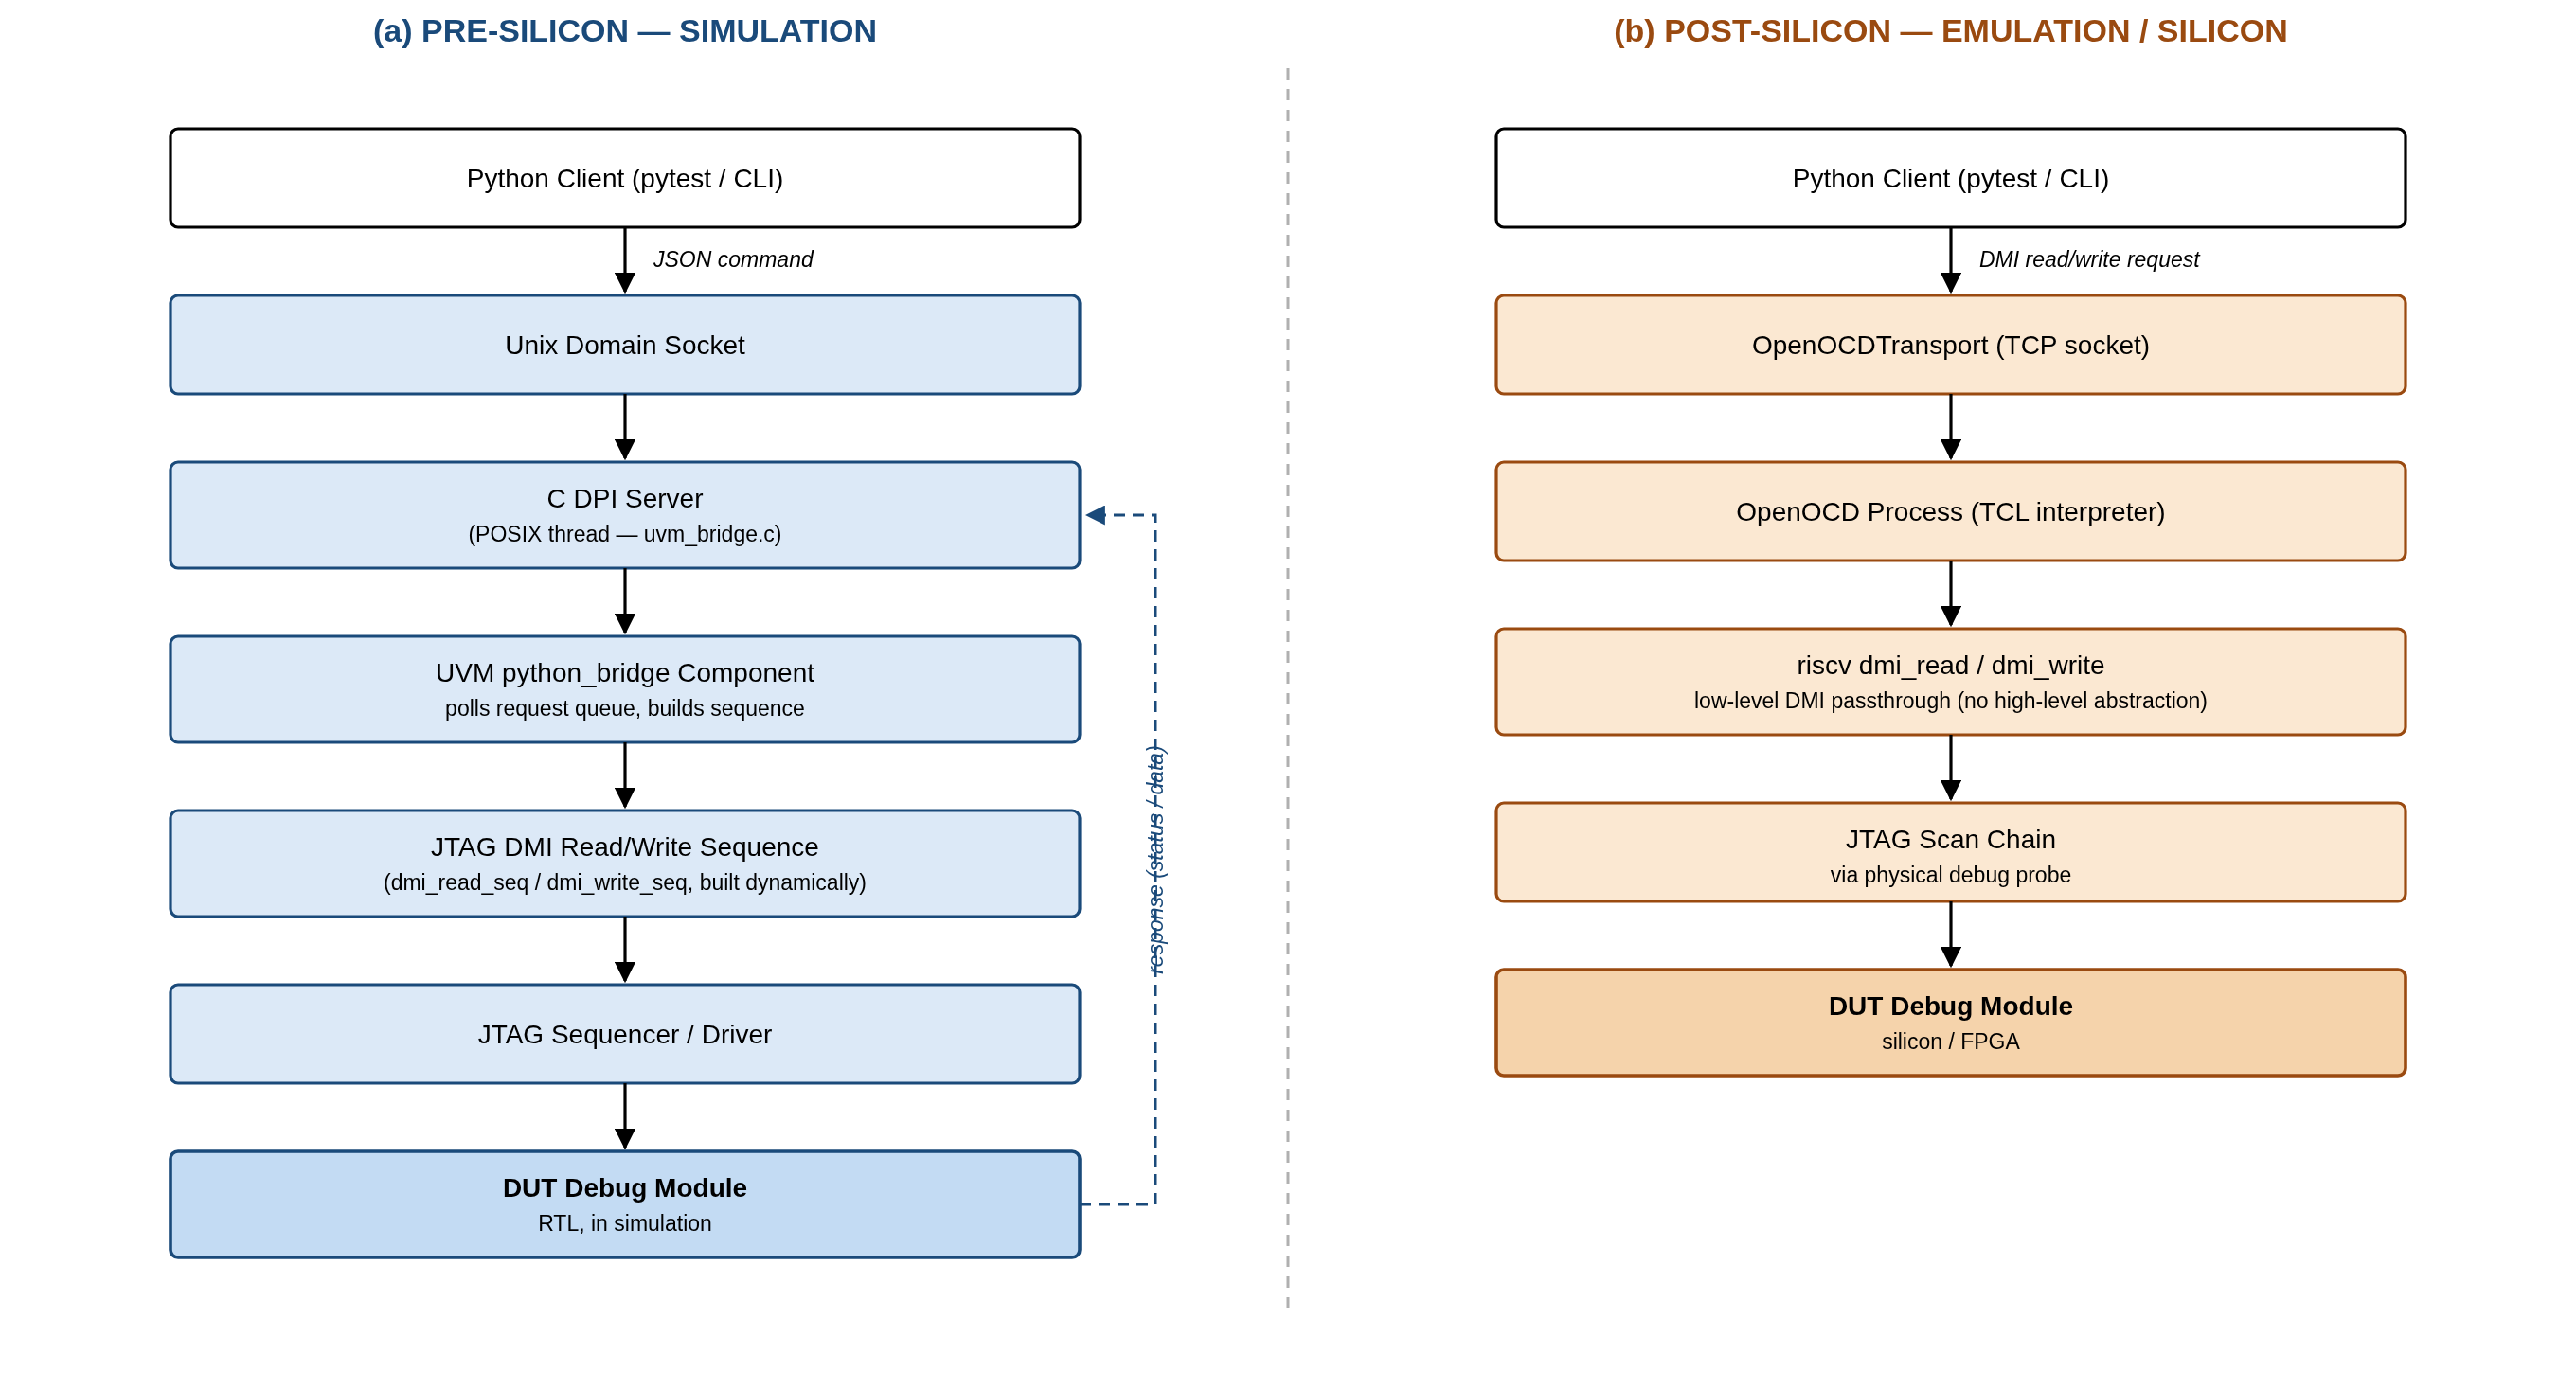 (a) PRE-SILICON — SIMULATION
Python Client (pytest / CLI)
JSON command
Unix Domain Socket
C DPI Server
(POSIX thread — uvm_bridge.c)
UVM python_bridge Component
polls request queue, builds sequence
JTAG DMI Read/Write Sequence
(dmi_read_seq / dmi_write_seq, built dynamically)
JTAG Sequencer / Driver
DUT Debug Module
RTL, in simulation
response (status / data)
(b) POST-SILICON — EMULATION / SILICON
Python Client (pytest / CLI)
DMI read/write request
OpenOCDTransport (TCP socket)
OpenOCD Process (TCL interpreter)
riscv dmi_read / dmi_write
low-level DMI passthrough (no high-level abstraction)
JTAG Scan Chain
via physical debug probe
DUT Debug Module
silicon / FPGA